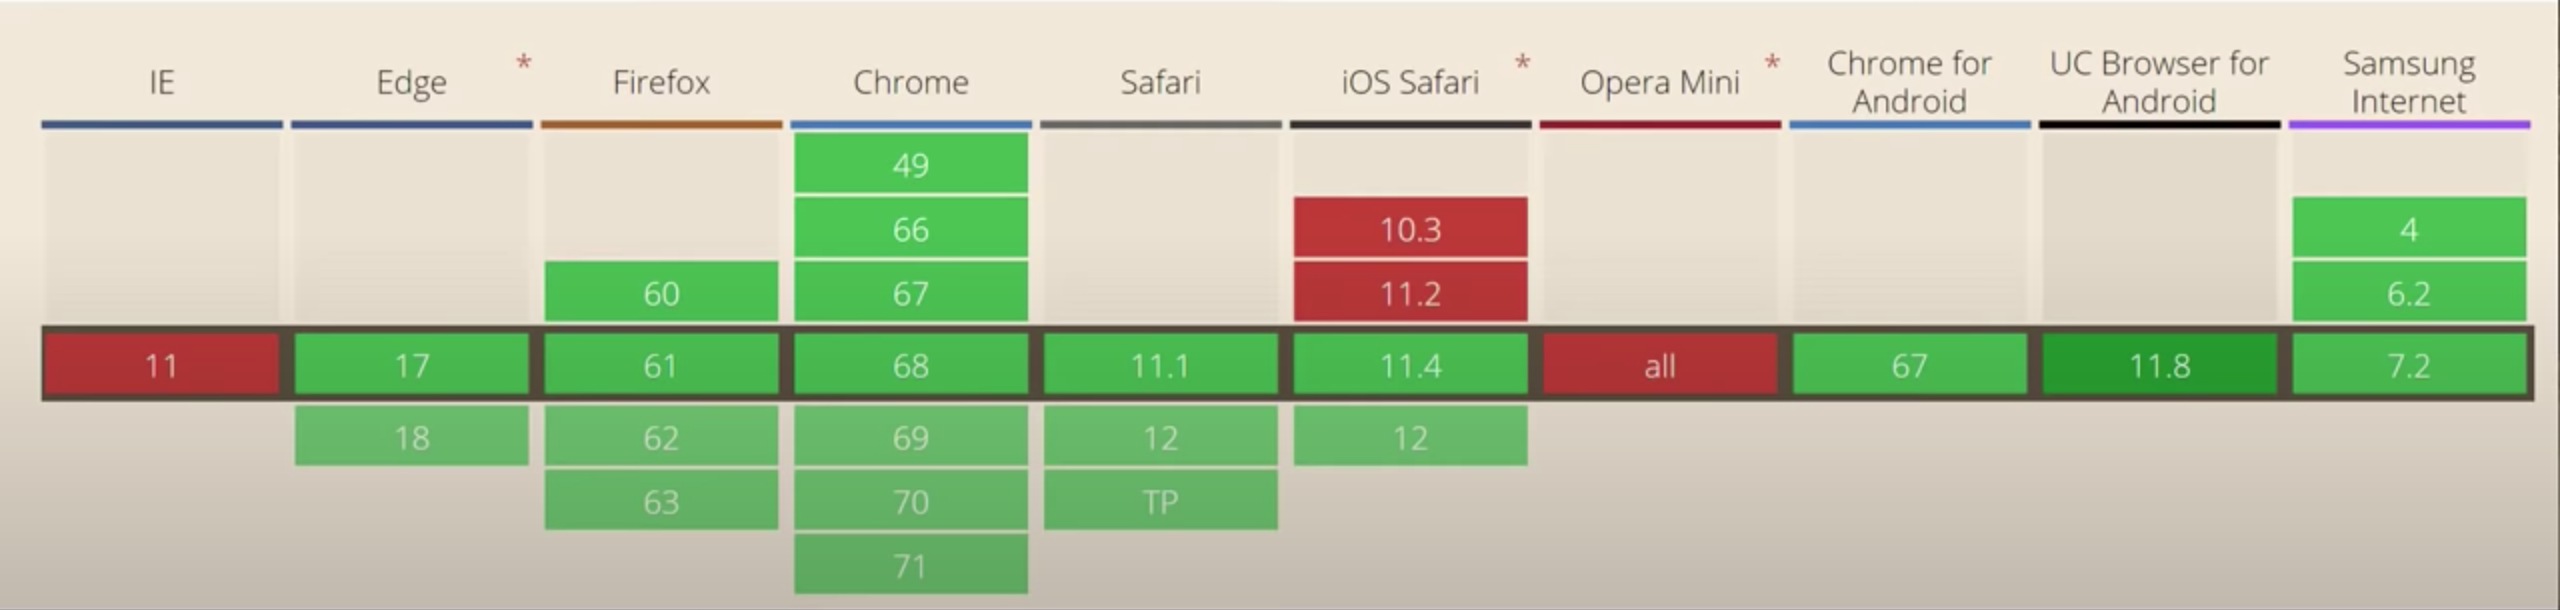 IE Edge * Firefox Chrome Safari iOS Safari * Opera Mini * Chrome for Android UC Browser for Android Samsung Internet
49
66 10.3 4
60 67 11.2 6.2
11 17 61 68 11.1 11.4 all 67 11.8 7.2
18 62 69 12 12
63 70 TP
71